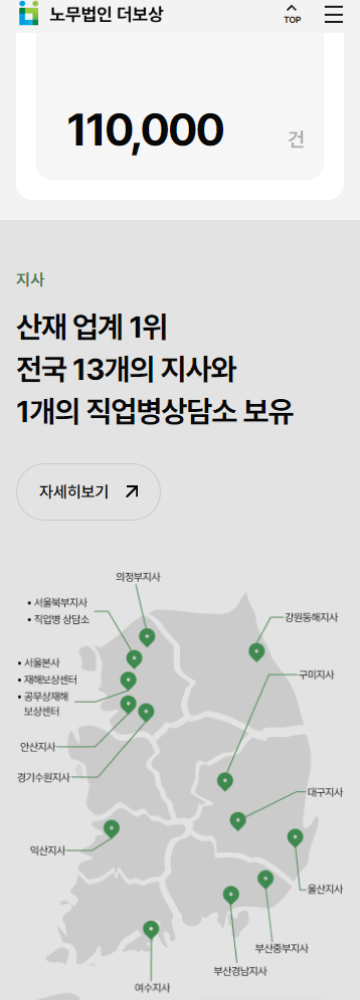 노무법인 더보상
TOP
110,000
건
지사
산재 업계 1위
전국 13개의 지사와
1개의 직업병상담소 보유
자세히보기
의정부지사
• 서울북부지사
• 직업병 상담소
강원동해지사
• 서울본사
• 재해보상센터
• 공무상재해
보상센터
구미지사
안산지사
경기수원지사
대구지사
익산지사
울산지사
부산중부지사
부산경남지사
여수지사